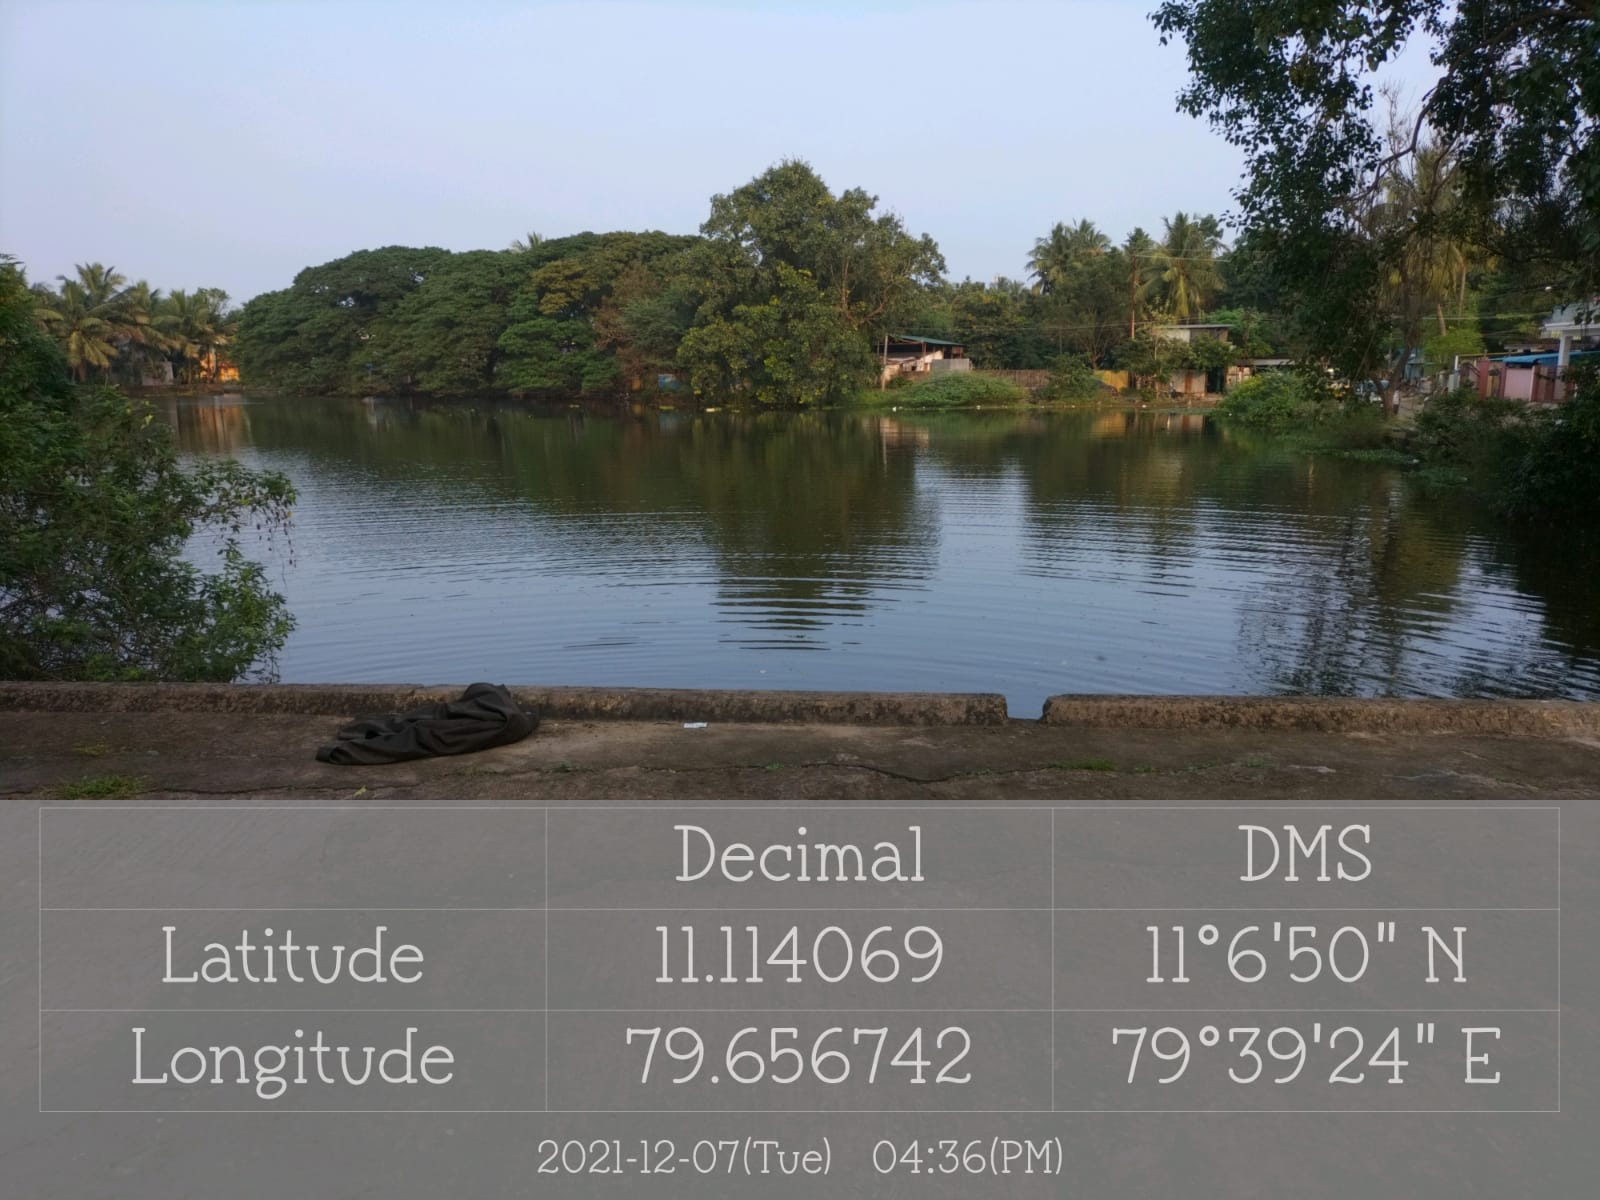 Decimal DMS
Latitude 11.114069 11°6'50" N
Longitude 79.656742 79°39'24" E
2021-12-07(Tue) 04:36(PM)